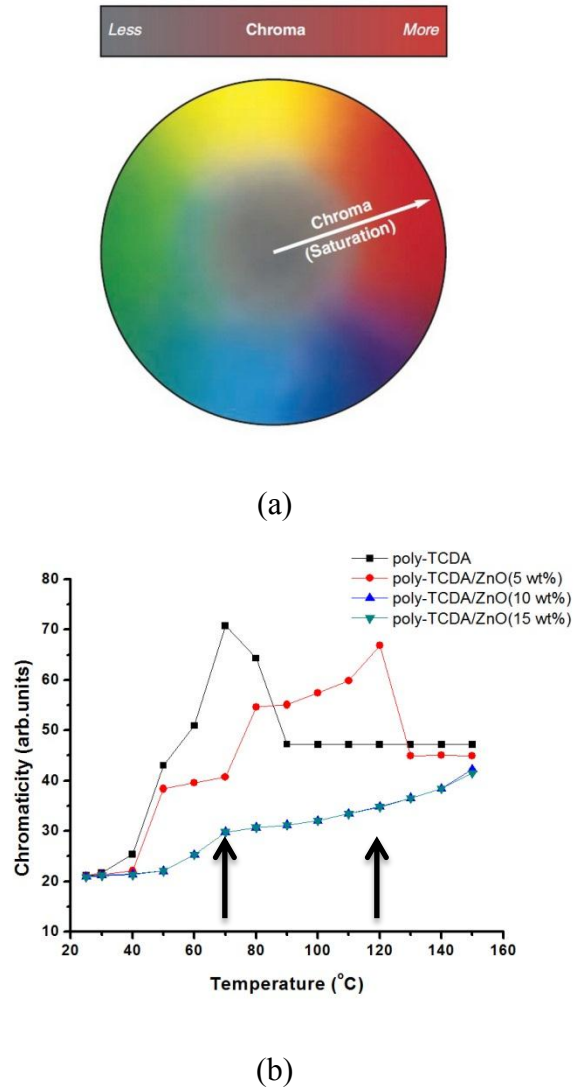 Less Chroma More
Chroma
(Saturation)
(a)
poly-TCDA
poly-TCDA/ZnO(5 wt%)
poly-TCDA/ZnO(10 wt%)
poly-TCDA/ZnO(15 wt%)
80
70
60
50
40
30
20
10
Chromaticity (arb.units)
20 40 60 80 100 120 140 160
Temperature (°C)
(b)